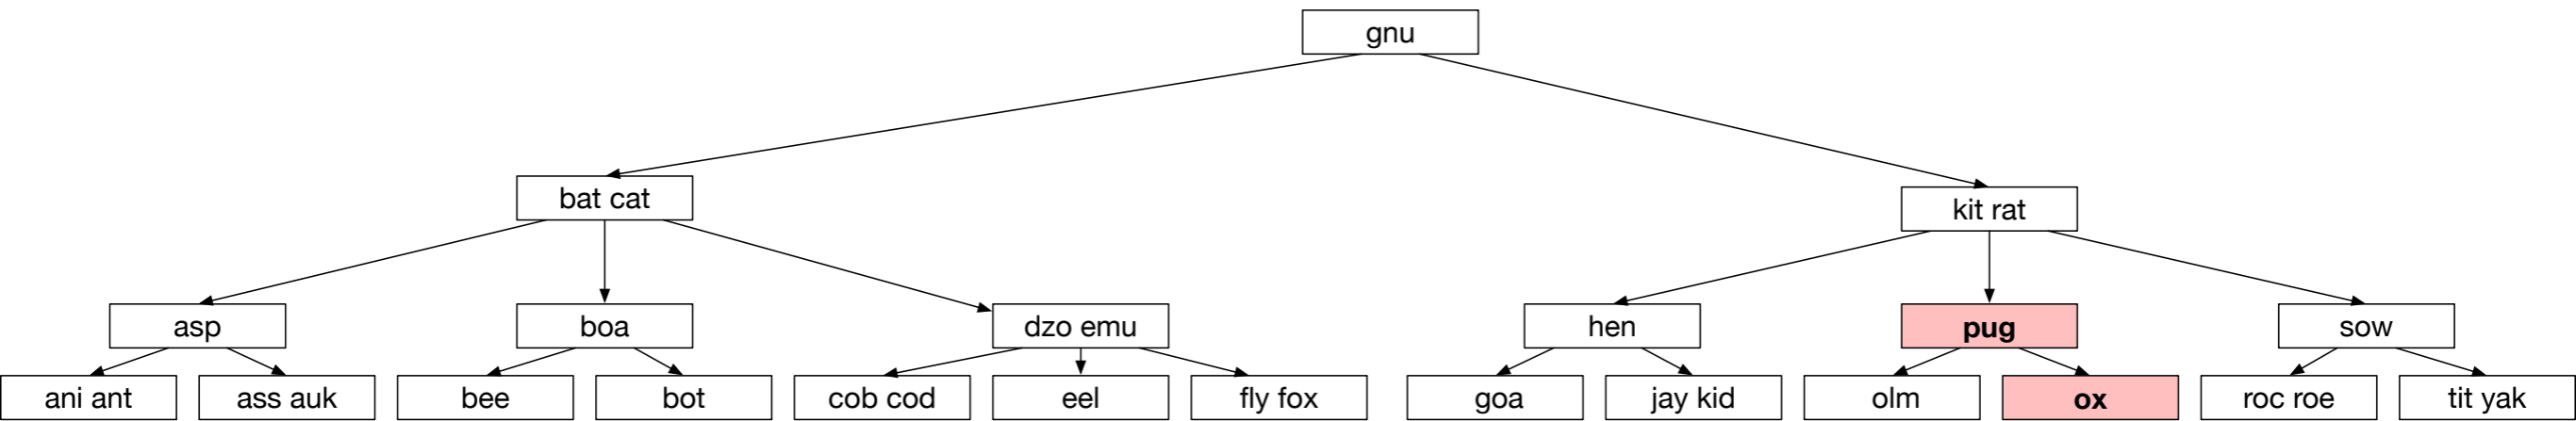 gnu
bat cat
kit rat
asp
boa
dzo emu
hen
pug
sow
ani ant
ass auk
bee
bot
cob cod
eel
fly fox
goa
jay kid
olm
ox
roc roe
tit yak